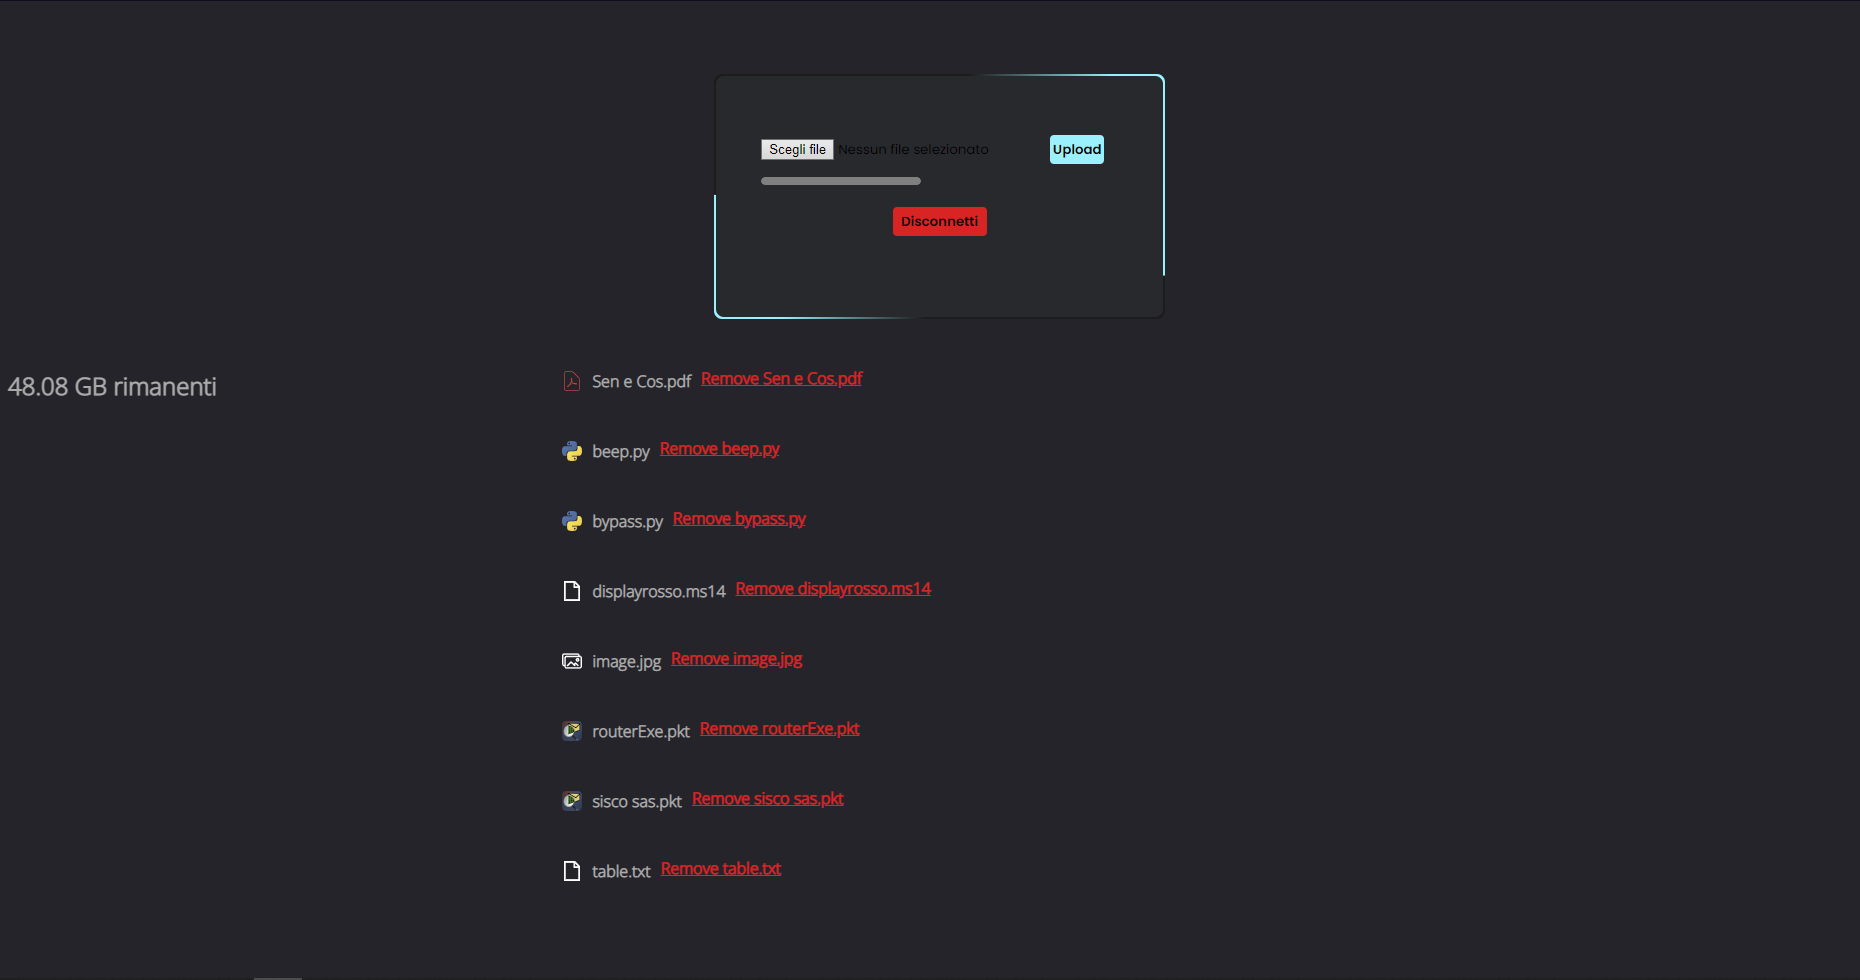 Scegli file Nessun file selezionato Upload
Disconnetti
48.08 GB rimanenti
Sen e Cos.pdf Remove Sen e Cos.pdf
beep.py Remove beep.py
bypass.py Remove bypass.py
displayrosso.ms14 Remove displayrosso.ms14
image.jpg Remove image.jpg
routerExe.pkt Remove routerExe.pkt
sisco sas.pkt Remove sisco sas.pkt
table.txt Remove table.txt